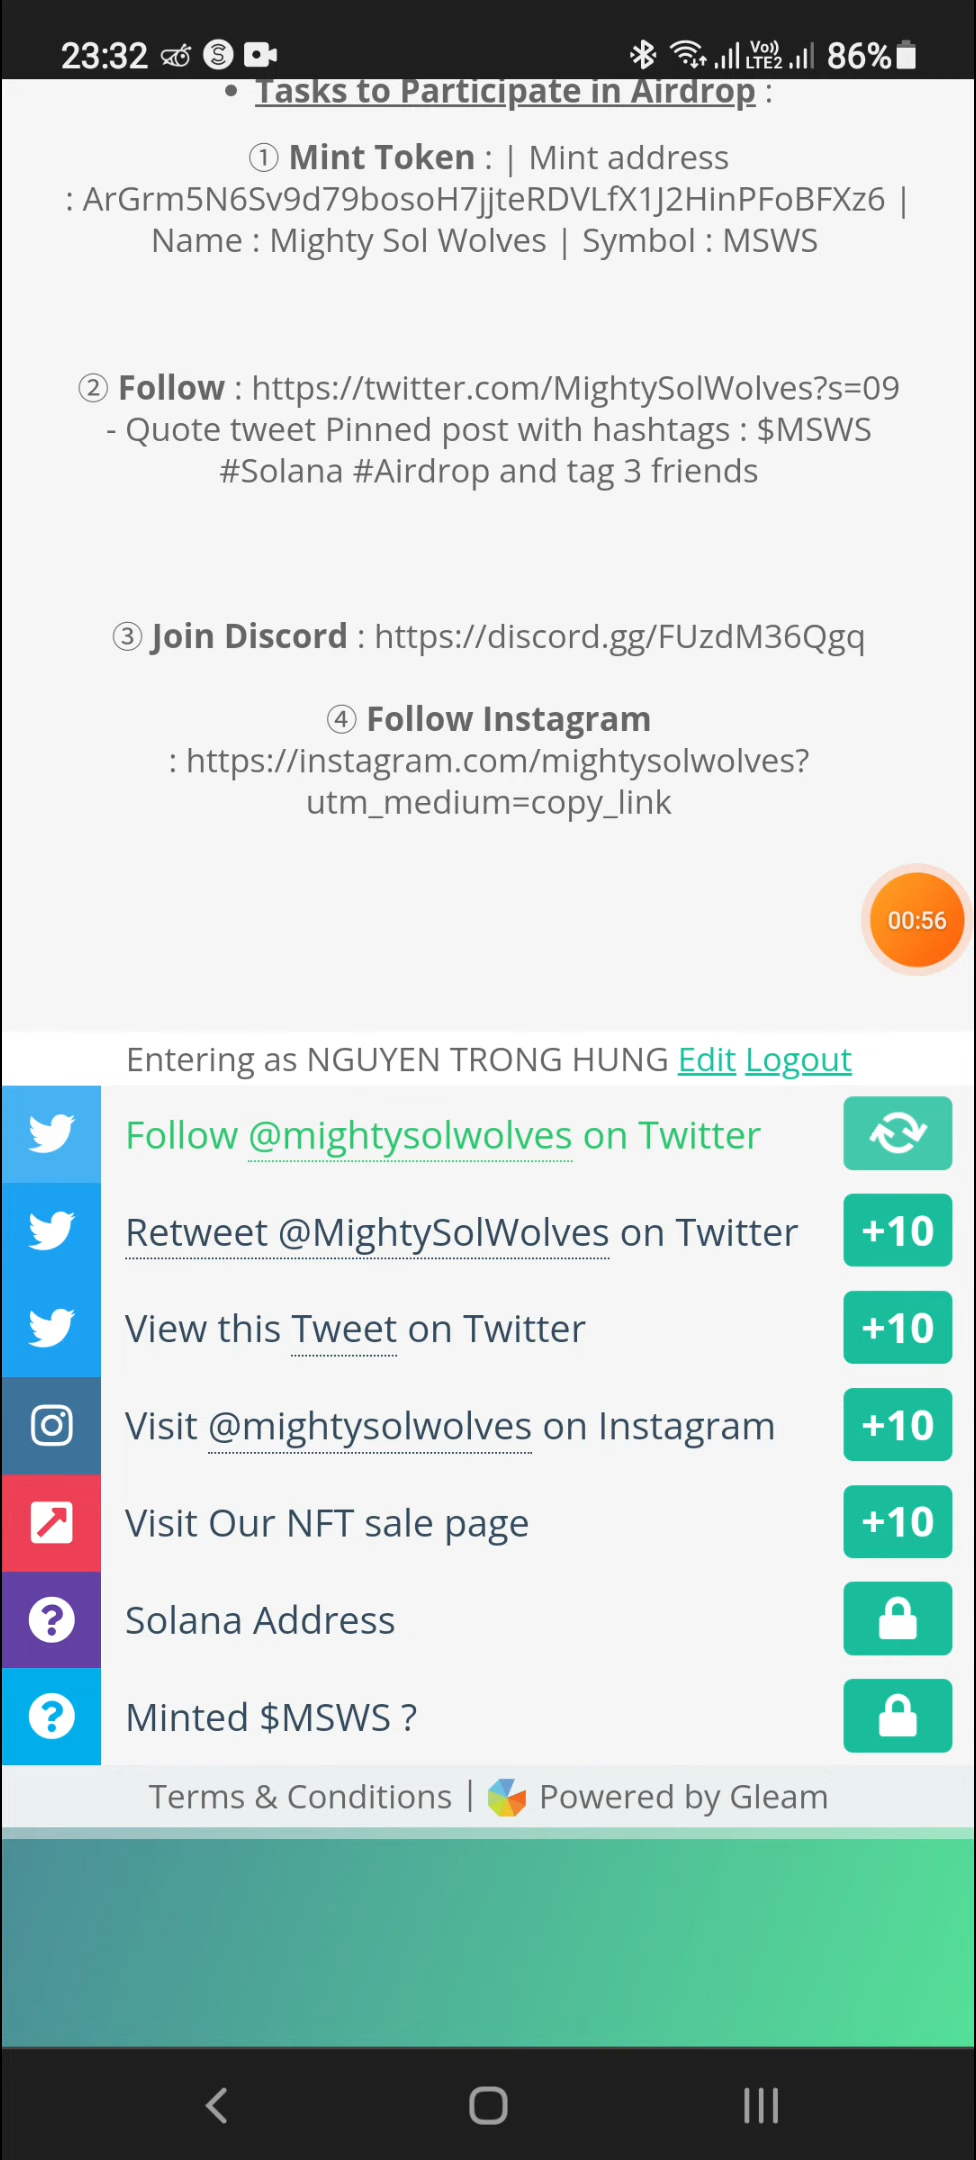 23:32 Vo) LTE2 86%
• Tasks to Participate in Airdrop :
① Mint Token : | Mint address
: ArGrm5N6Sv9d79bosoH7jjteRDVLfX1J2HinPFoBFXz6 |
Name : Mighty Sol Wolves | Symbol : MSWS
② Follow : https://twitter.com/MightySolWolves?s=09
- Quote tweet Pinned post with hashtags : $MSWS
#Solana #Airdrop and tag 3 friends
③ Join Discord : https://discord.gg/FUzdM36Qgq
④ Follow Instagram
: https://instagram.com/mightysolwolves?
utm_medium=copy_link
00:56
Entering as NGUYEN TRONG HUNG Edit Logout
Follow @mightysolwolves on Twitter
Retweet @MightySolWolves on Twitter +10
View this Tweet on Twitter +10
Visit @mightysolwolves on Instagram +10
Visit Our NFT sale page +10
Solana Address
Minted $MSWS ?
Terms & Conditions | Powered by Gleam